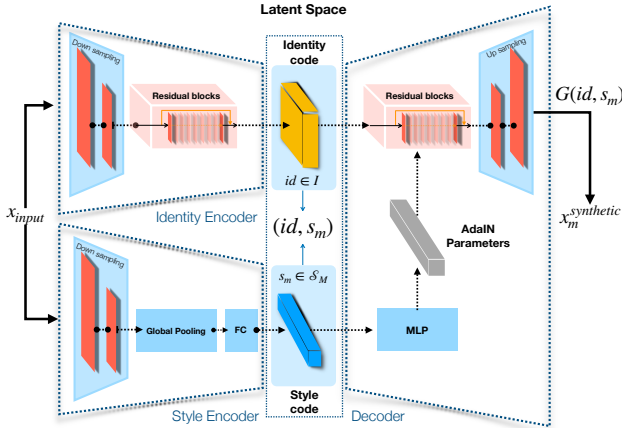 Latent Space
Down sampling
Residual blocks
Identity
code
id ∈ I
Residual blocks
Up sampling
G(id, s_m)
Identity Encoder
x_input
(id, s_m)
x_m^synthetic
Down sampling
s_m ∈ 𝒮_M
AdaIN
Parameters
Global Pooling
FC
MLP
Style Encoder
Style
code
Decoder